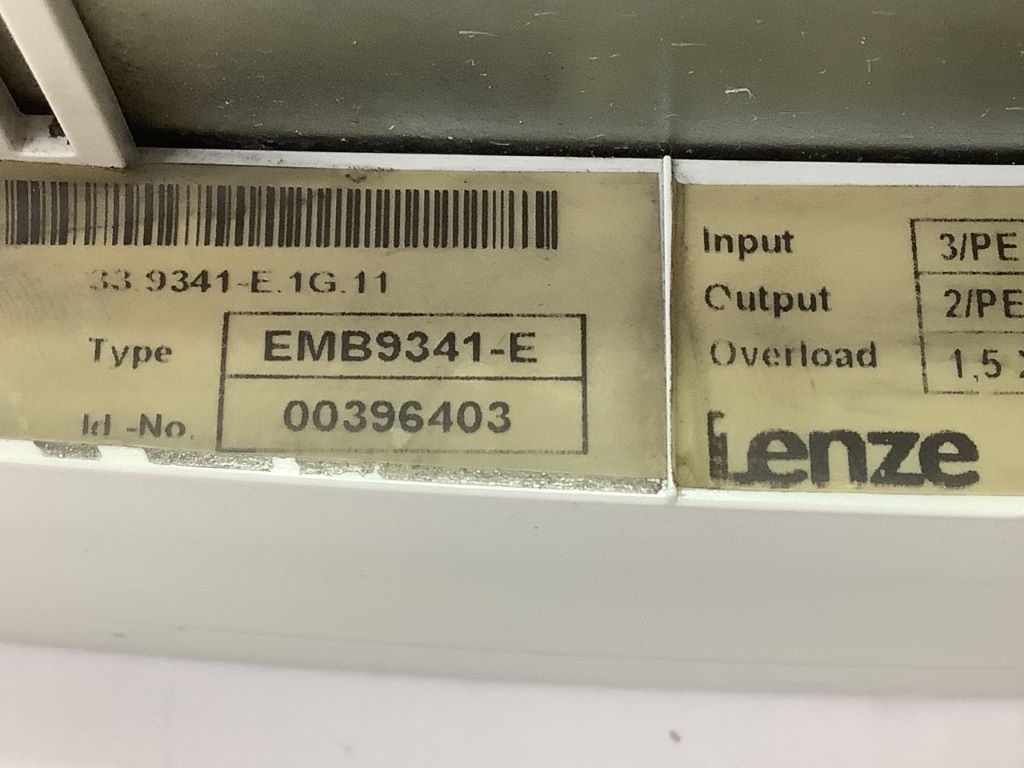 33.9341-E.1G.11
Type EMB9341-E
Id.-No. 00396403
Input 3/PE
Output 2/PE
Overload 1,5
Lenze